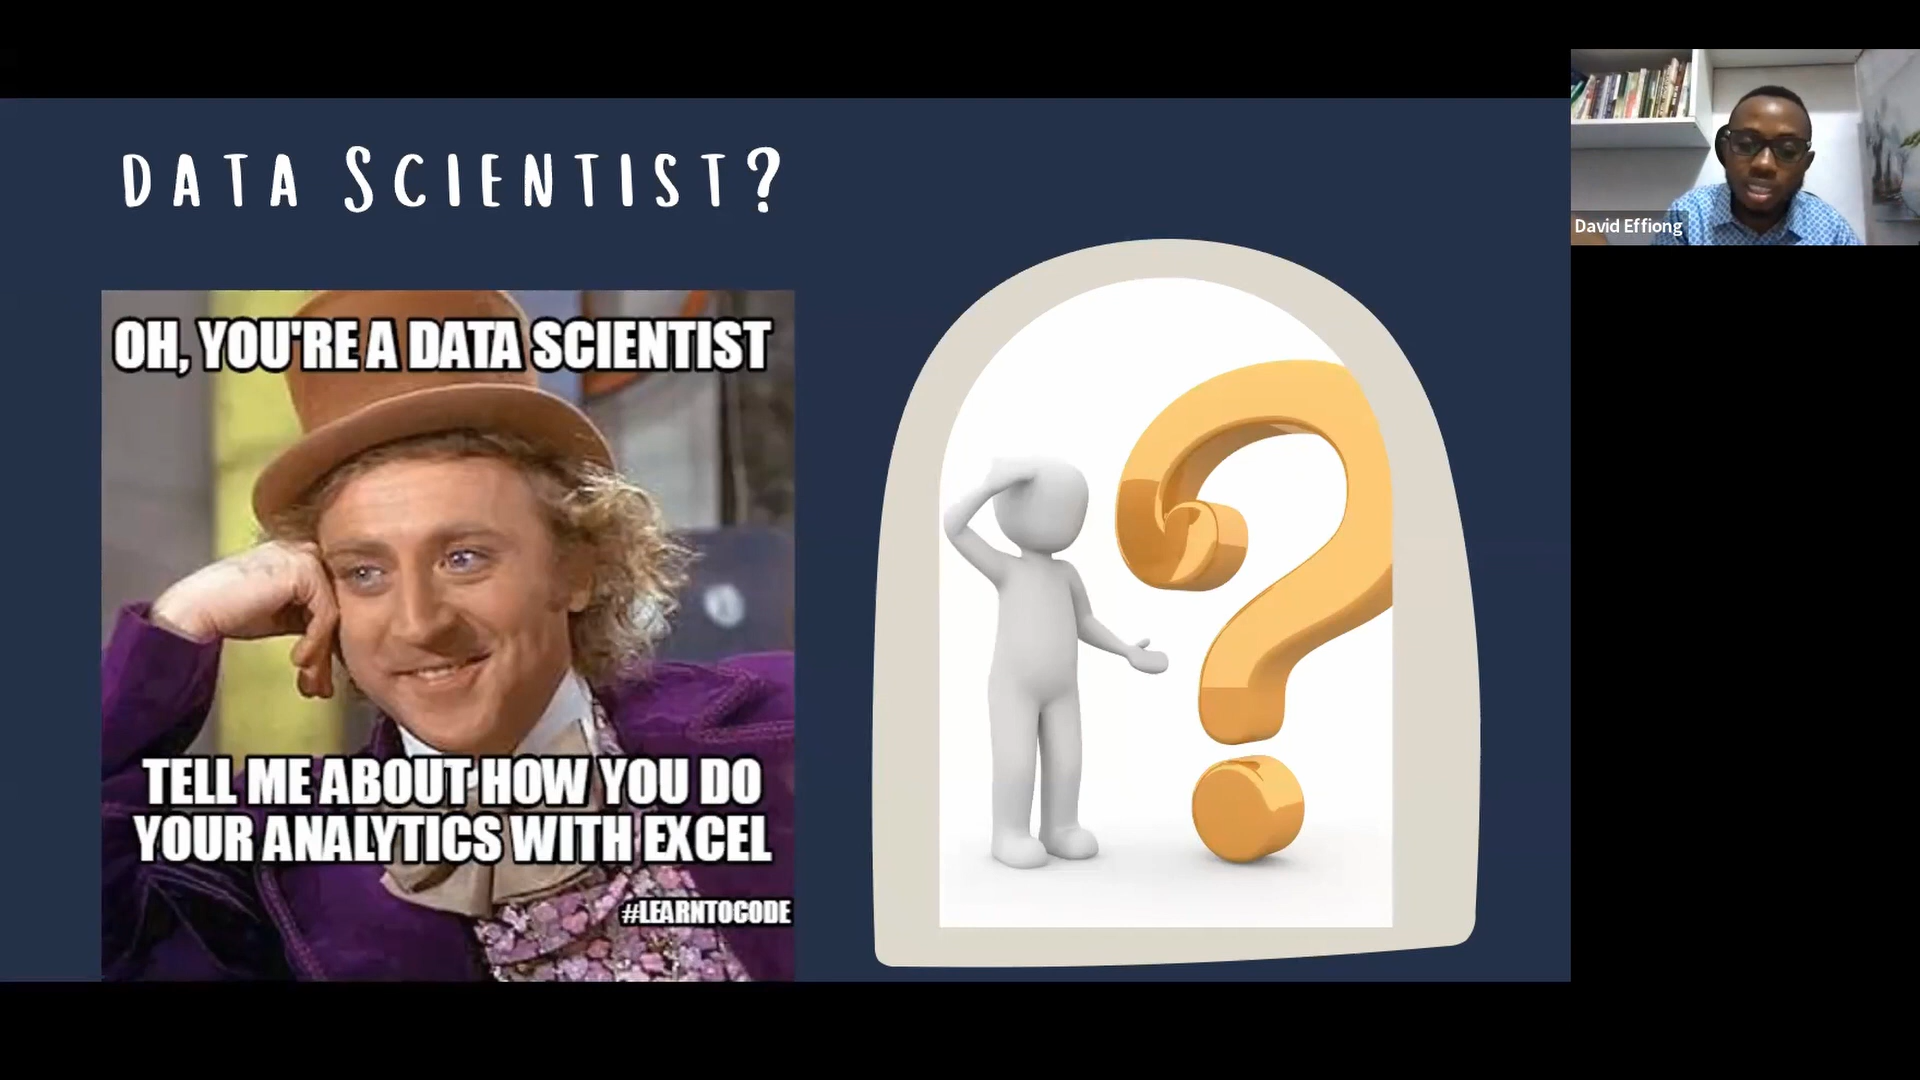 DATA SCIENTIST?
OH, YOU'RE A DATA SCIENTIST
TELL ME ABOUT HOW YOU DO
YOUR ANALYTICS WITH EXCEL
#LEARNTOCODE
David Effiong